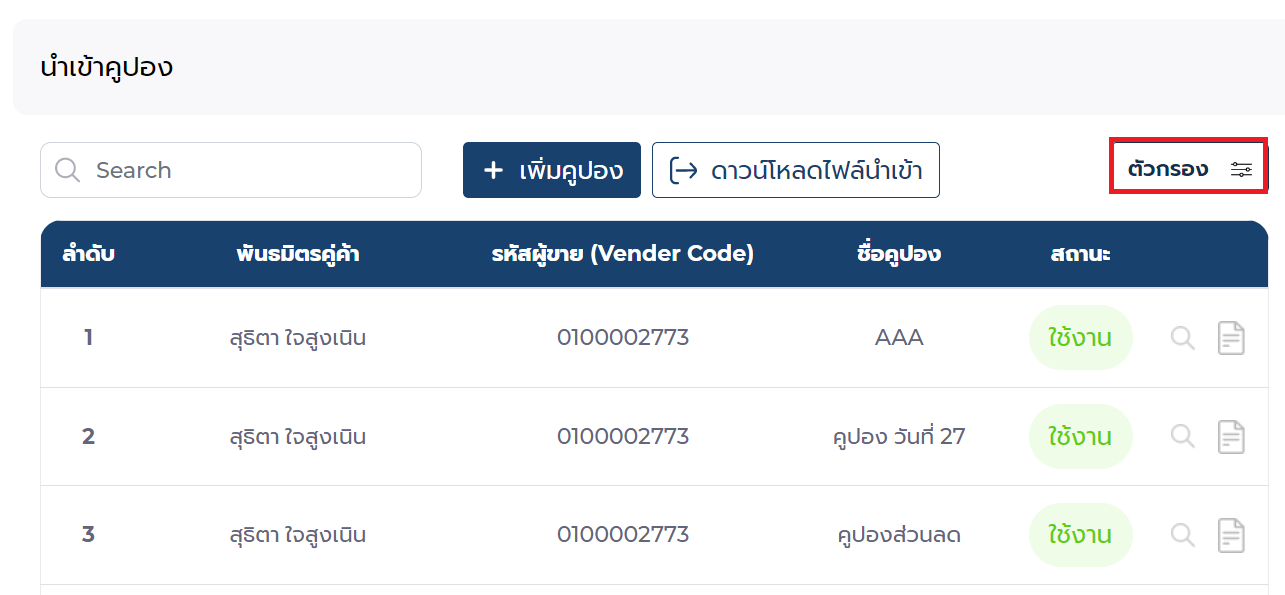 นำเข้าคูปอง
Search + เพิ่มคูปอง ดาวน์โหลดไฟล์นำเข้า ตัวกรอง
ลำดับ พันธมิตรคู่ค้า รหัสผู้ขาย (Vender Code) ชื่อคูปอง สถานะ
1 สุธิตา ใจสูงเนิน 0100002773 AAA ใช้งาน
2 สุธิตา ใจสูงเนิน 0100002773 คูปอง วันที่ 27 ใช้งาน
3 สุธิตา ใจสูงเนิน 0100002773 คูปองส่วนลด ใช้งาน